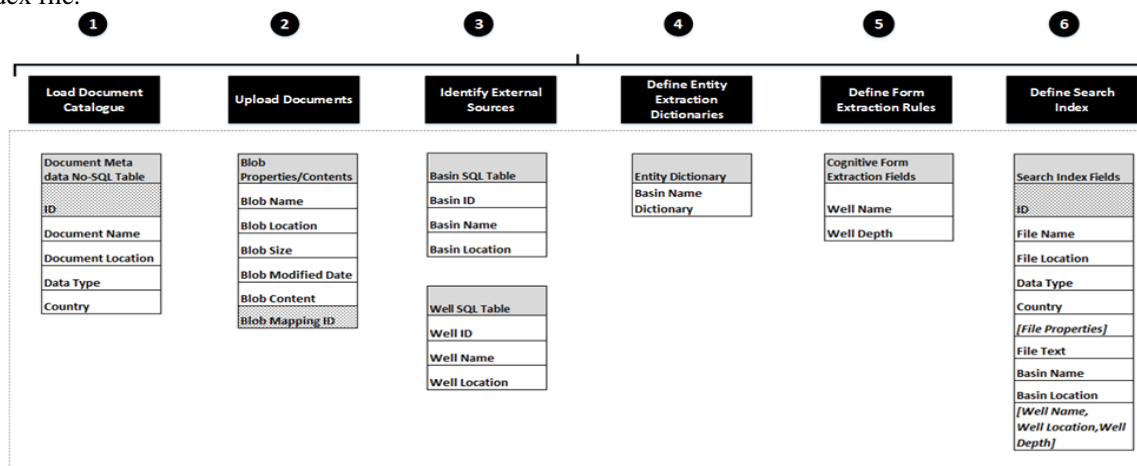 dex file.
1
2
3
4
5
6
Load Document
Catalogue
Upload Documents
Identify External
Sources
Define Entity
Extraction
Dictionaries
Define Form
Extraction Rules
Define Search
Index
Document Meta
data No-SQL Table
ID
Document Name
Document Location
Data Type
Country
Blob
Properties/Contents
Blob Name
Blob Location
Blob Size
Blob Modified Date
Blob Content
Blob Mapping ID
Basin SQL Table
Basin ID
Basin Name
Basin Location
Well SQL Table
Well ID
Well Name
Well Location
Entity Dictionary
Basin Name
Dictionary
Cognitive Form
Extraction Fields
Well Name
Well Depth
Search Index Fields
ID
File Name
File Location
Data Type
Country
[File Properties]
File Text
Basin Name
Basin Location
[Well Name,
Well Location,Well
Depth]